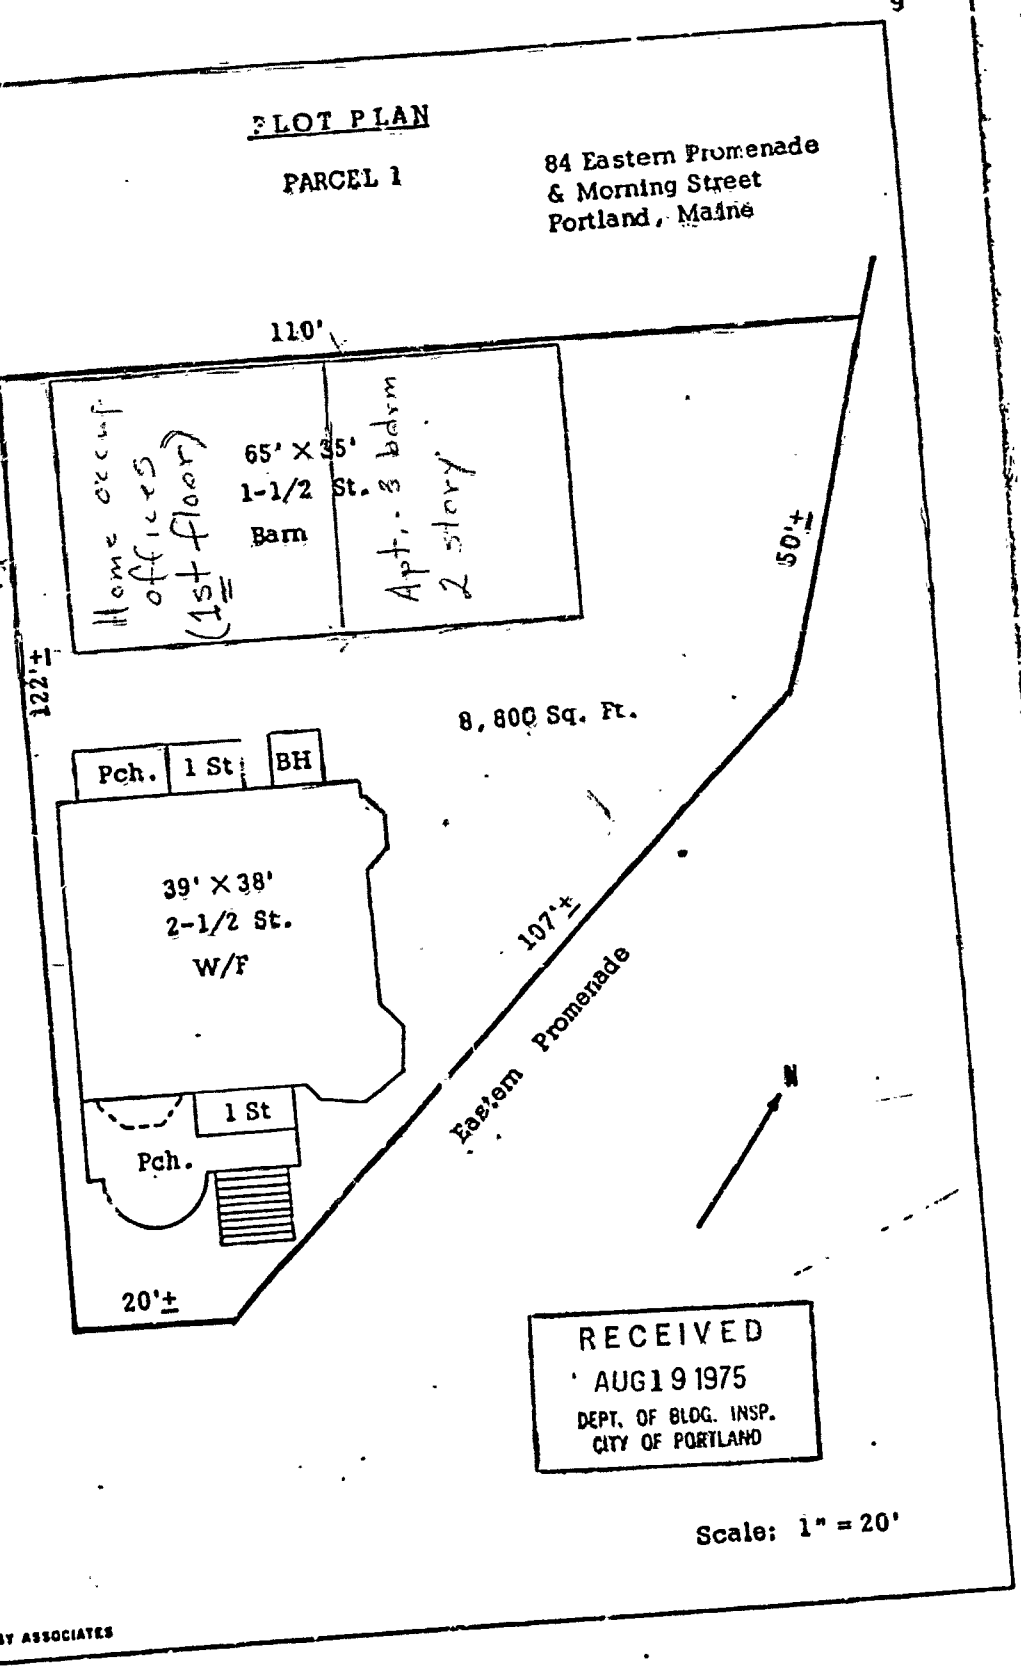 PLOT PLAN
PARCEL 1
84 Eastern Promenade
& Morning Street
Portland, Maine
110'
Home occup
offices
(1st floor)
65' X 35'
1-1/2 St.
Barn
Apt. - 3 bdrm
2 story
50'±
122'±
8,800 Sq. Ft.
Pch.
1 St
BH
39' X 38'
2-1/2 St.
W/F
107'±
Eastern Promenade
N
1 St
Pch.
20'±
RECEIVED
AUG 19 1975
DEPT. OF BLDG. INSP.
CITY OF PORTLAND
Scale: 1" = 20'
BY ASSOCIATES